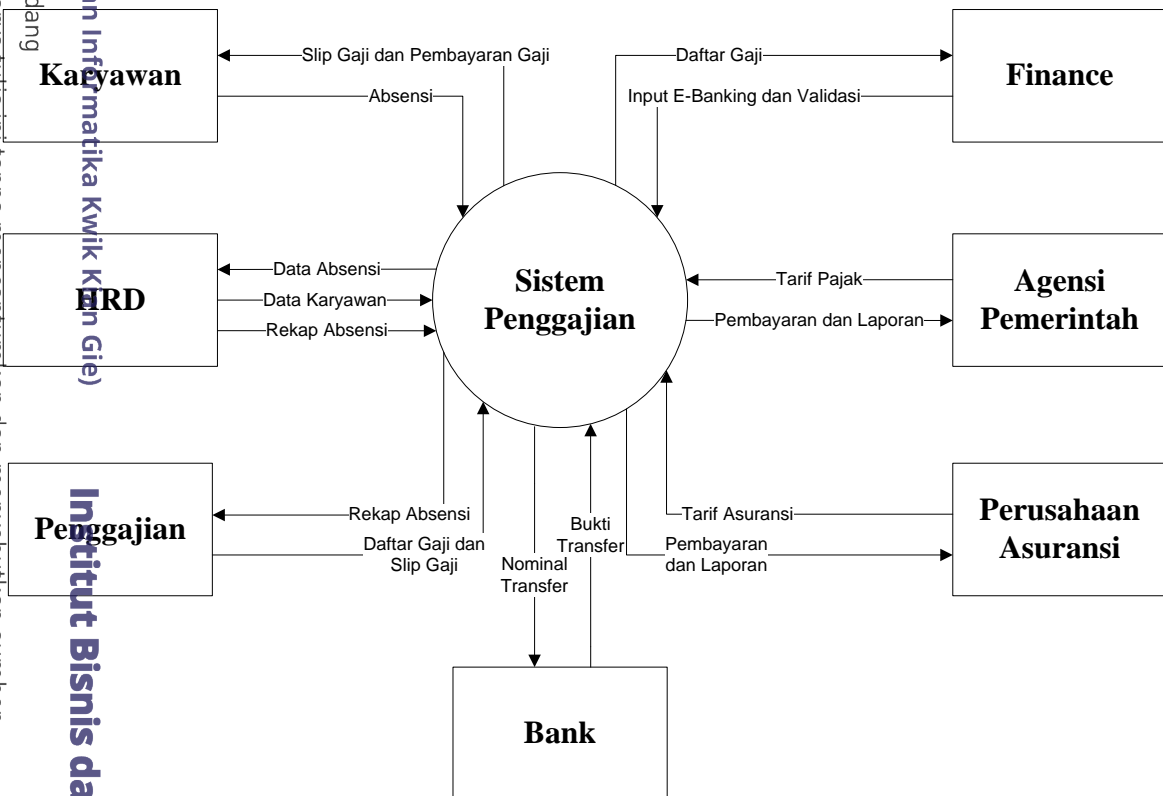 Karyawan
Slip Gaji dan Pembayaran Gaji
Absensi
Daftar Gaji
Input E-Banking dan Validasi
Finance
HRD
Data Absensi
Data Karyawan
Rekap Absensi
Sistem
Penggajian
Tarif Pajak
Pembayaran dan Laporan
Agensi
Pemerintah
Penggajian
Rekap Absensi
Daftar Gaji dan
Slip Gaji
Nominal
Transfer
Bukti
Transfer
Tarif Asuransi
Pembayaran
dan Laporan
Perusahaan
Asuransi
Bank
an Informatika Kwik Kian Gie)
Institut Bisnis da
dang